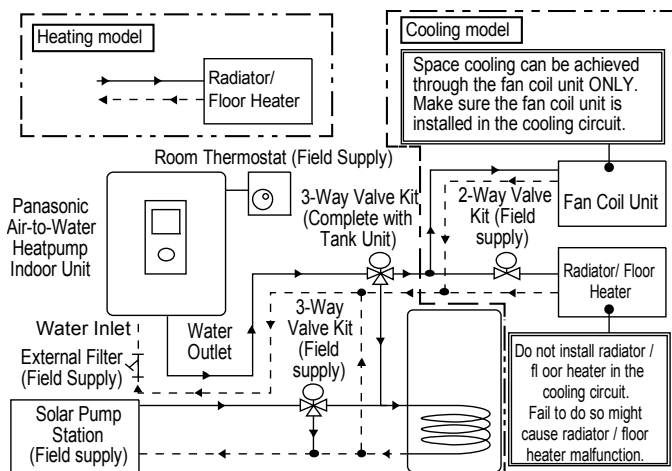 Heating model
Radiator/
Floor Heater
Cooling model
Space cooling can be achieved
through the fan coil unit ONLY.
Make sure the fan coil unit is
installed in the cooling circuit.
Room Thermostat (Field Supply)
Panasonic
Air-to-Water
Heatpump
Indoor Unit
3-Way Valve Kit
(Complete with
Tank Unit)
2-Way Valve
Kit (Field
supply)
Fan Coil Unit
Radiator/ Floor
Heater
Water Inlet
Water
Outlet
3-Way
Valve Kit
(Field
supply)
External Filter
(Field Supply)
Solar Pump
Station
(Field supply)
Do not install radiator /
fl oor heater in the
cooling circuit.
Fail to do so might
cause radiator / floor
heater malfunction.